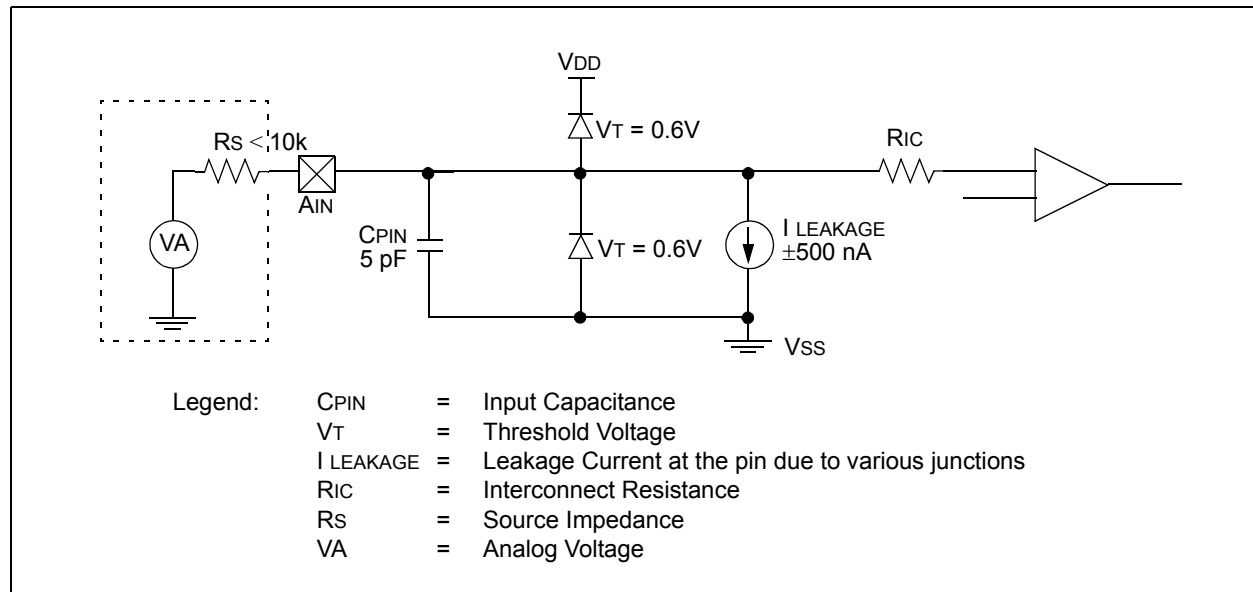 VDD
VT = 0.6V
RS < 10k
RIC
AIN
VA
CPIN
5 pF
VT = 0.6V
I LEAKAGE
±500 nA
VSS
Legend:
CPIN = Input Capacitance
VT = Threshold Voltage
I LEAKAGE = Leakage Current at the pin due to various junctions
RIC = Interconnect Resistance
RS = Source Impedance
VA = Analog Voltage